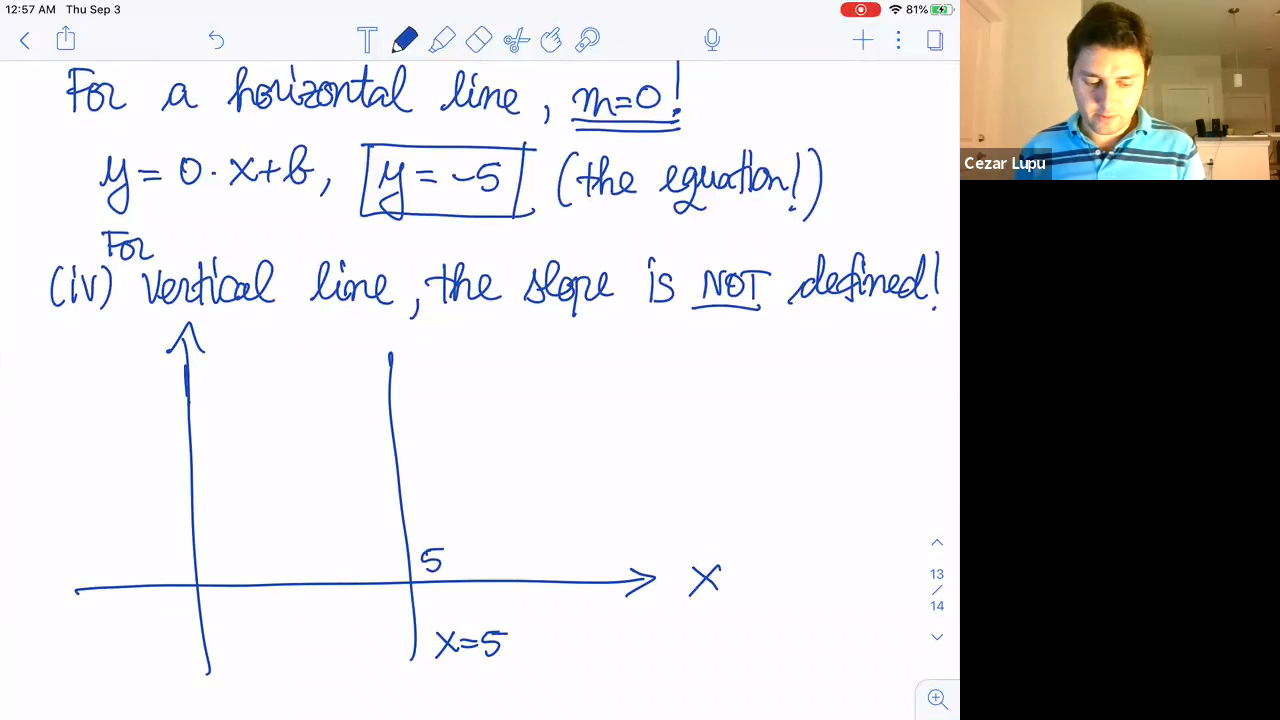 12:57 AM Thu Sep 3
81%
T
For a horizontal line, m=0!
y = 0 · x+b, y = -5 (the equation!)
For
(iv) vertical line, the slope is NOT defined!
5
x
x=5
13
/
14
Cezar Lupu